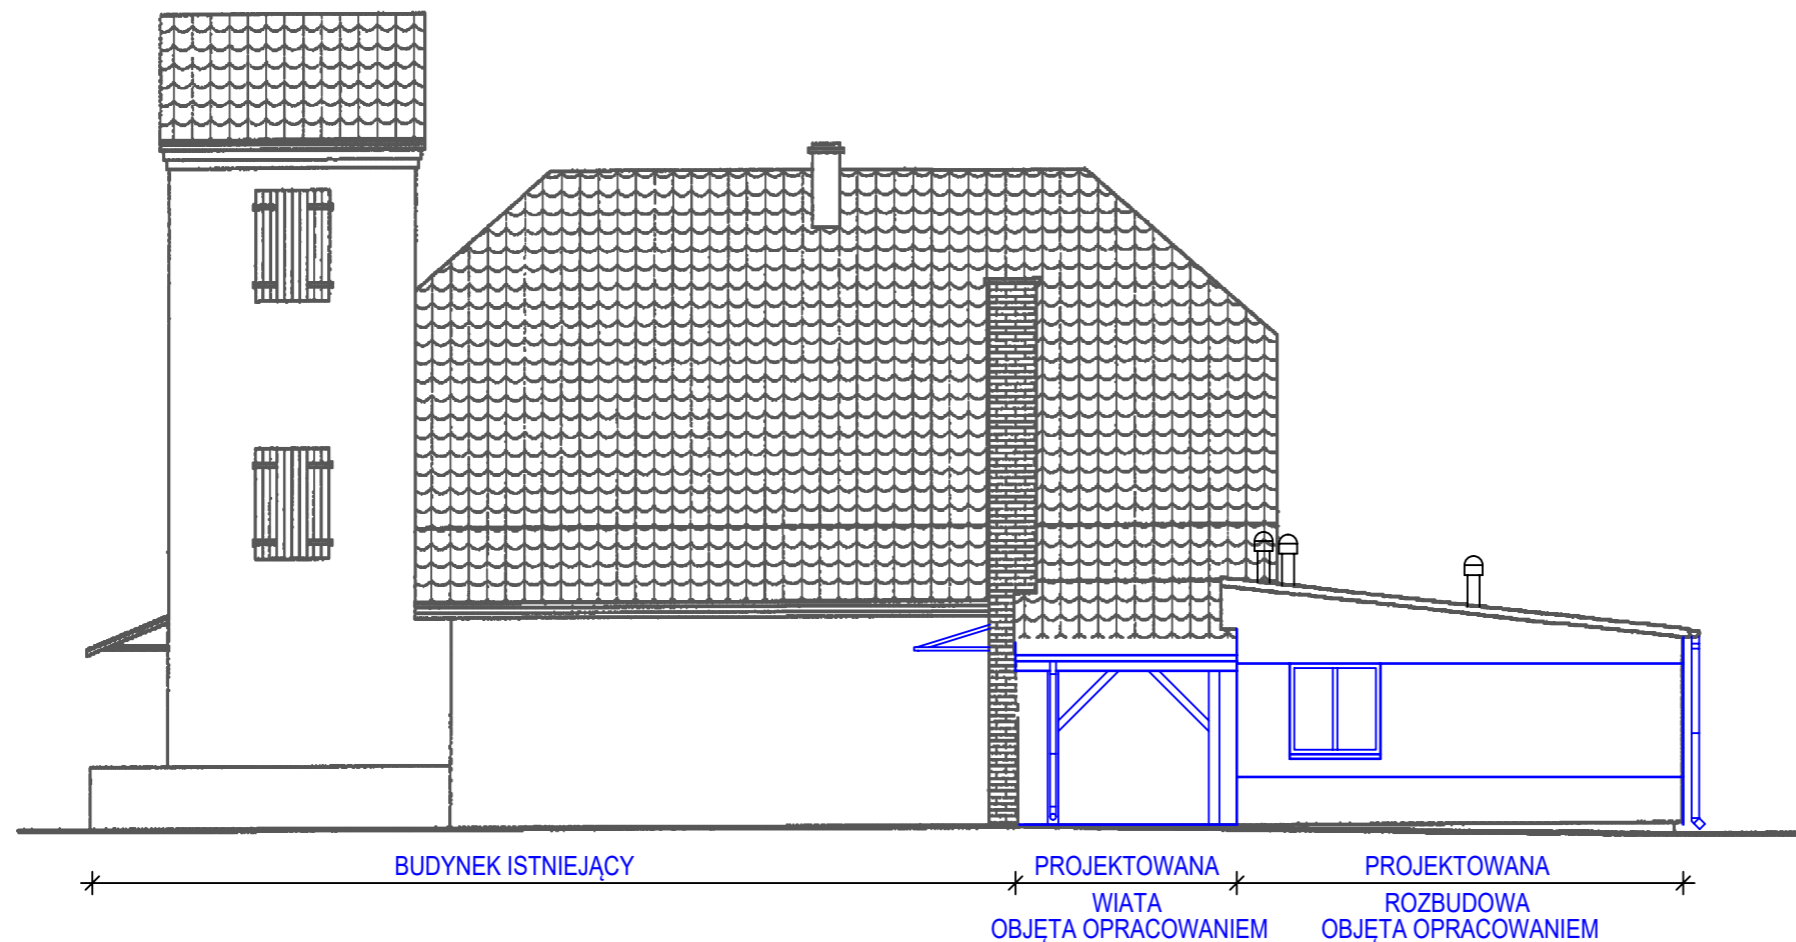 BUDYNEK ISTNIEJĄCY
PROJEKTOWANA
WIATA
OBJĘTA OPRACOWANIEM
PROJEKTOWANA
ROZBUDOWA
OBJĘTA OPRACOWANIEM